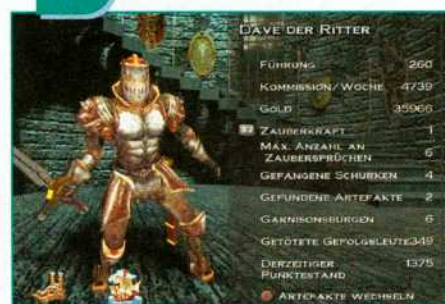 DAVE DER RITTER
FÜHRUNG 260
KOMMISSION/WOCHE 4739
GOLD 35966
ZAUBERKRAFT 1
MAX. ANZAHL AN
ZAUBERSPRÜCHEN 6
GEFANGENE SCHURKEN 4
GEFUNDENE ARTEFAKTE 2
GARNISONSBURGEN 6
GETÖTETE GEFOLGSLEUTE 349
DERZEITIGER 1375
PUNKTESTAND
ARTEFAKTE WECHSELN